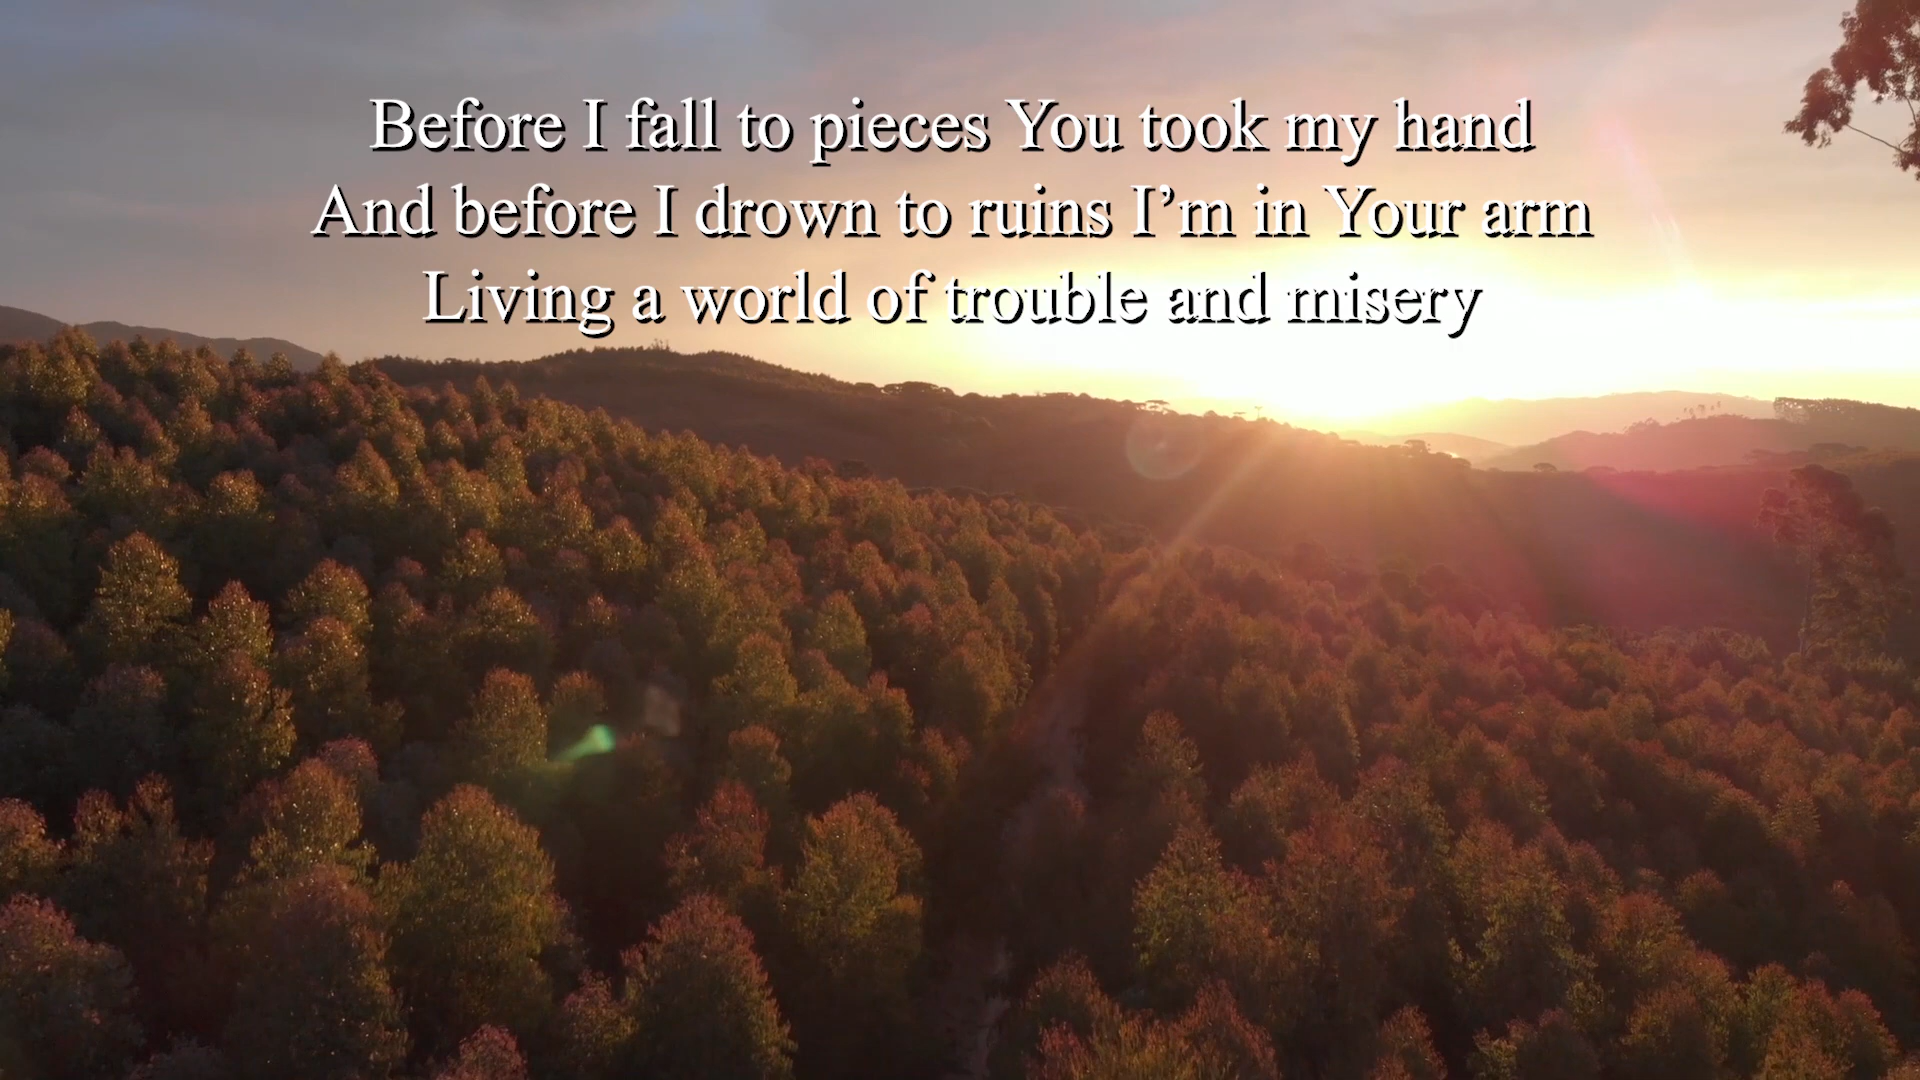 Before I fall to pieces You took my hand
And before I drown to ruins I’m in Your arm
Living a world of trouble and misery